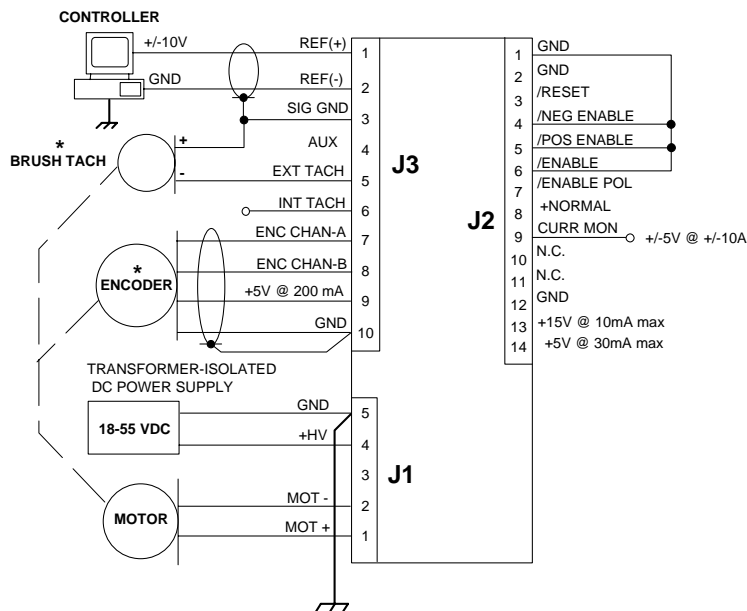 CONTROLLER
+/-10V
GND
REF(+)
1
REF(-)
2
SIG GND
3
*
BRUSH TACH
+
-
AUX
4
EXT TACH
5
INT TACH
6
ENC CHAN-A
7
*
ENCODER
ENC CHAN-B
8
+5V @ 200 mA
9
GND
10
J3
TRANSFORMER-ISOLATED
DC POWER SUPPLY
18-55 VDC
GND
5
+HV
4
3
J1
MOTOR
MOT -
2
MOT +
1
J2
1
GND
2
GND
3
/RESET
4
/NEG ENABLE
5
/POS ENABLE
6
/ENABLE
7
/ENABLE POL
8
+NORMAL
9
CURR MON
+/-5V @ +/-10A
10
N.C.
11
N.C.
12
GND
13
+15V @ 10mA max
14
+5V @ 30mA max